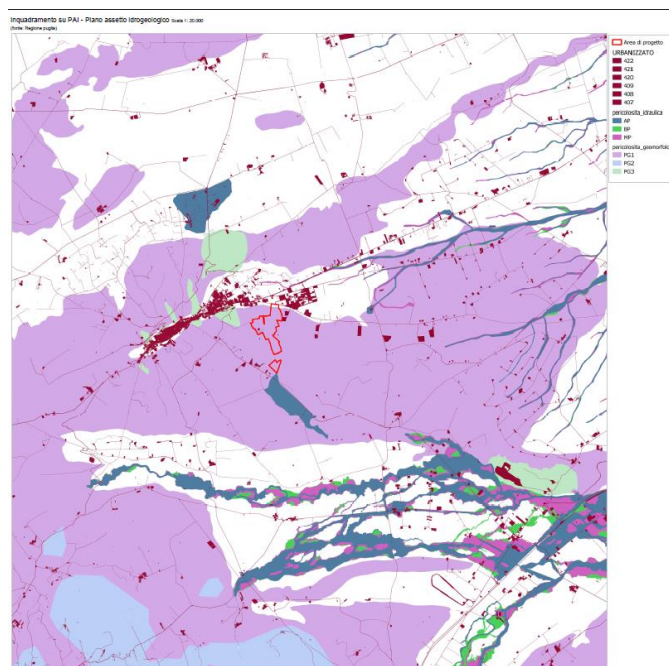 Inquadramento su PAI - Piano assetto idrogeologico Scala 1: 20.000
(fonte: Regione puglia)
Area di progetto
URBANIZZATO
422
421
420
409
408
407
pericolosita_idraulica
AP
BP
MP
pericolosita_geomorfolo
PG1
PG2
PG3